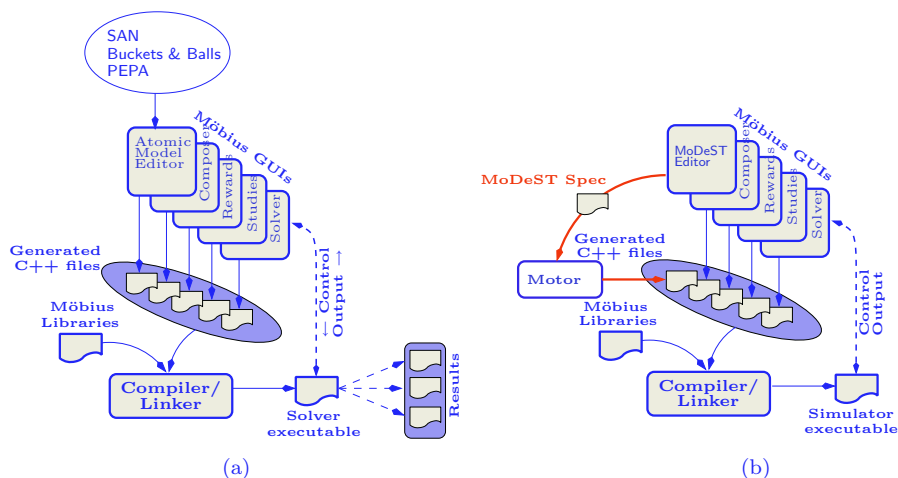 SAN
Buckets & Balls
PEPA
Möbius GUIs
Atomic
Model
Editor
Composer
Rewards
Studies
Solver
Generated
C++ files
← Control
Output →
Möbius
Libraries
Compiler/
Linker
Solver
executable
Results
(a)
Möbius GUIs
MoDeST
Editor
Composer
Rewards
Studies
Solver
MoDeST Spec
Generated
C++ files
Motor
Control
Output
Möbius
Libraries
Compiler/
Linker
Simulator
executable
(b)